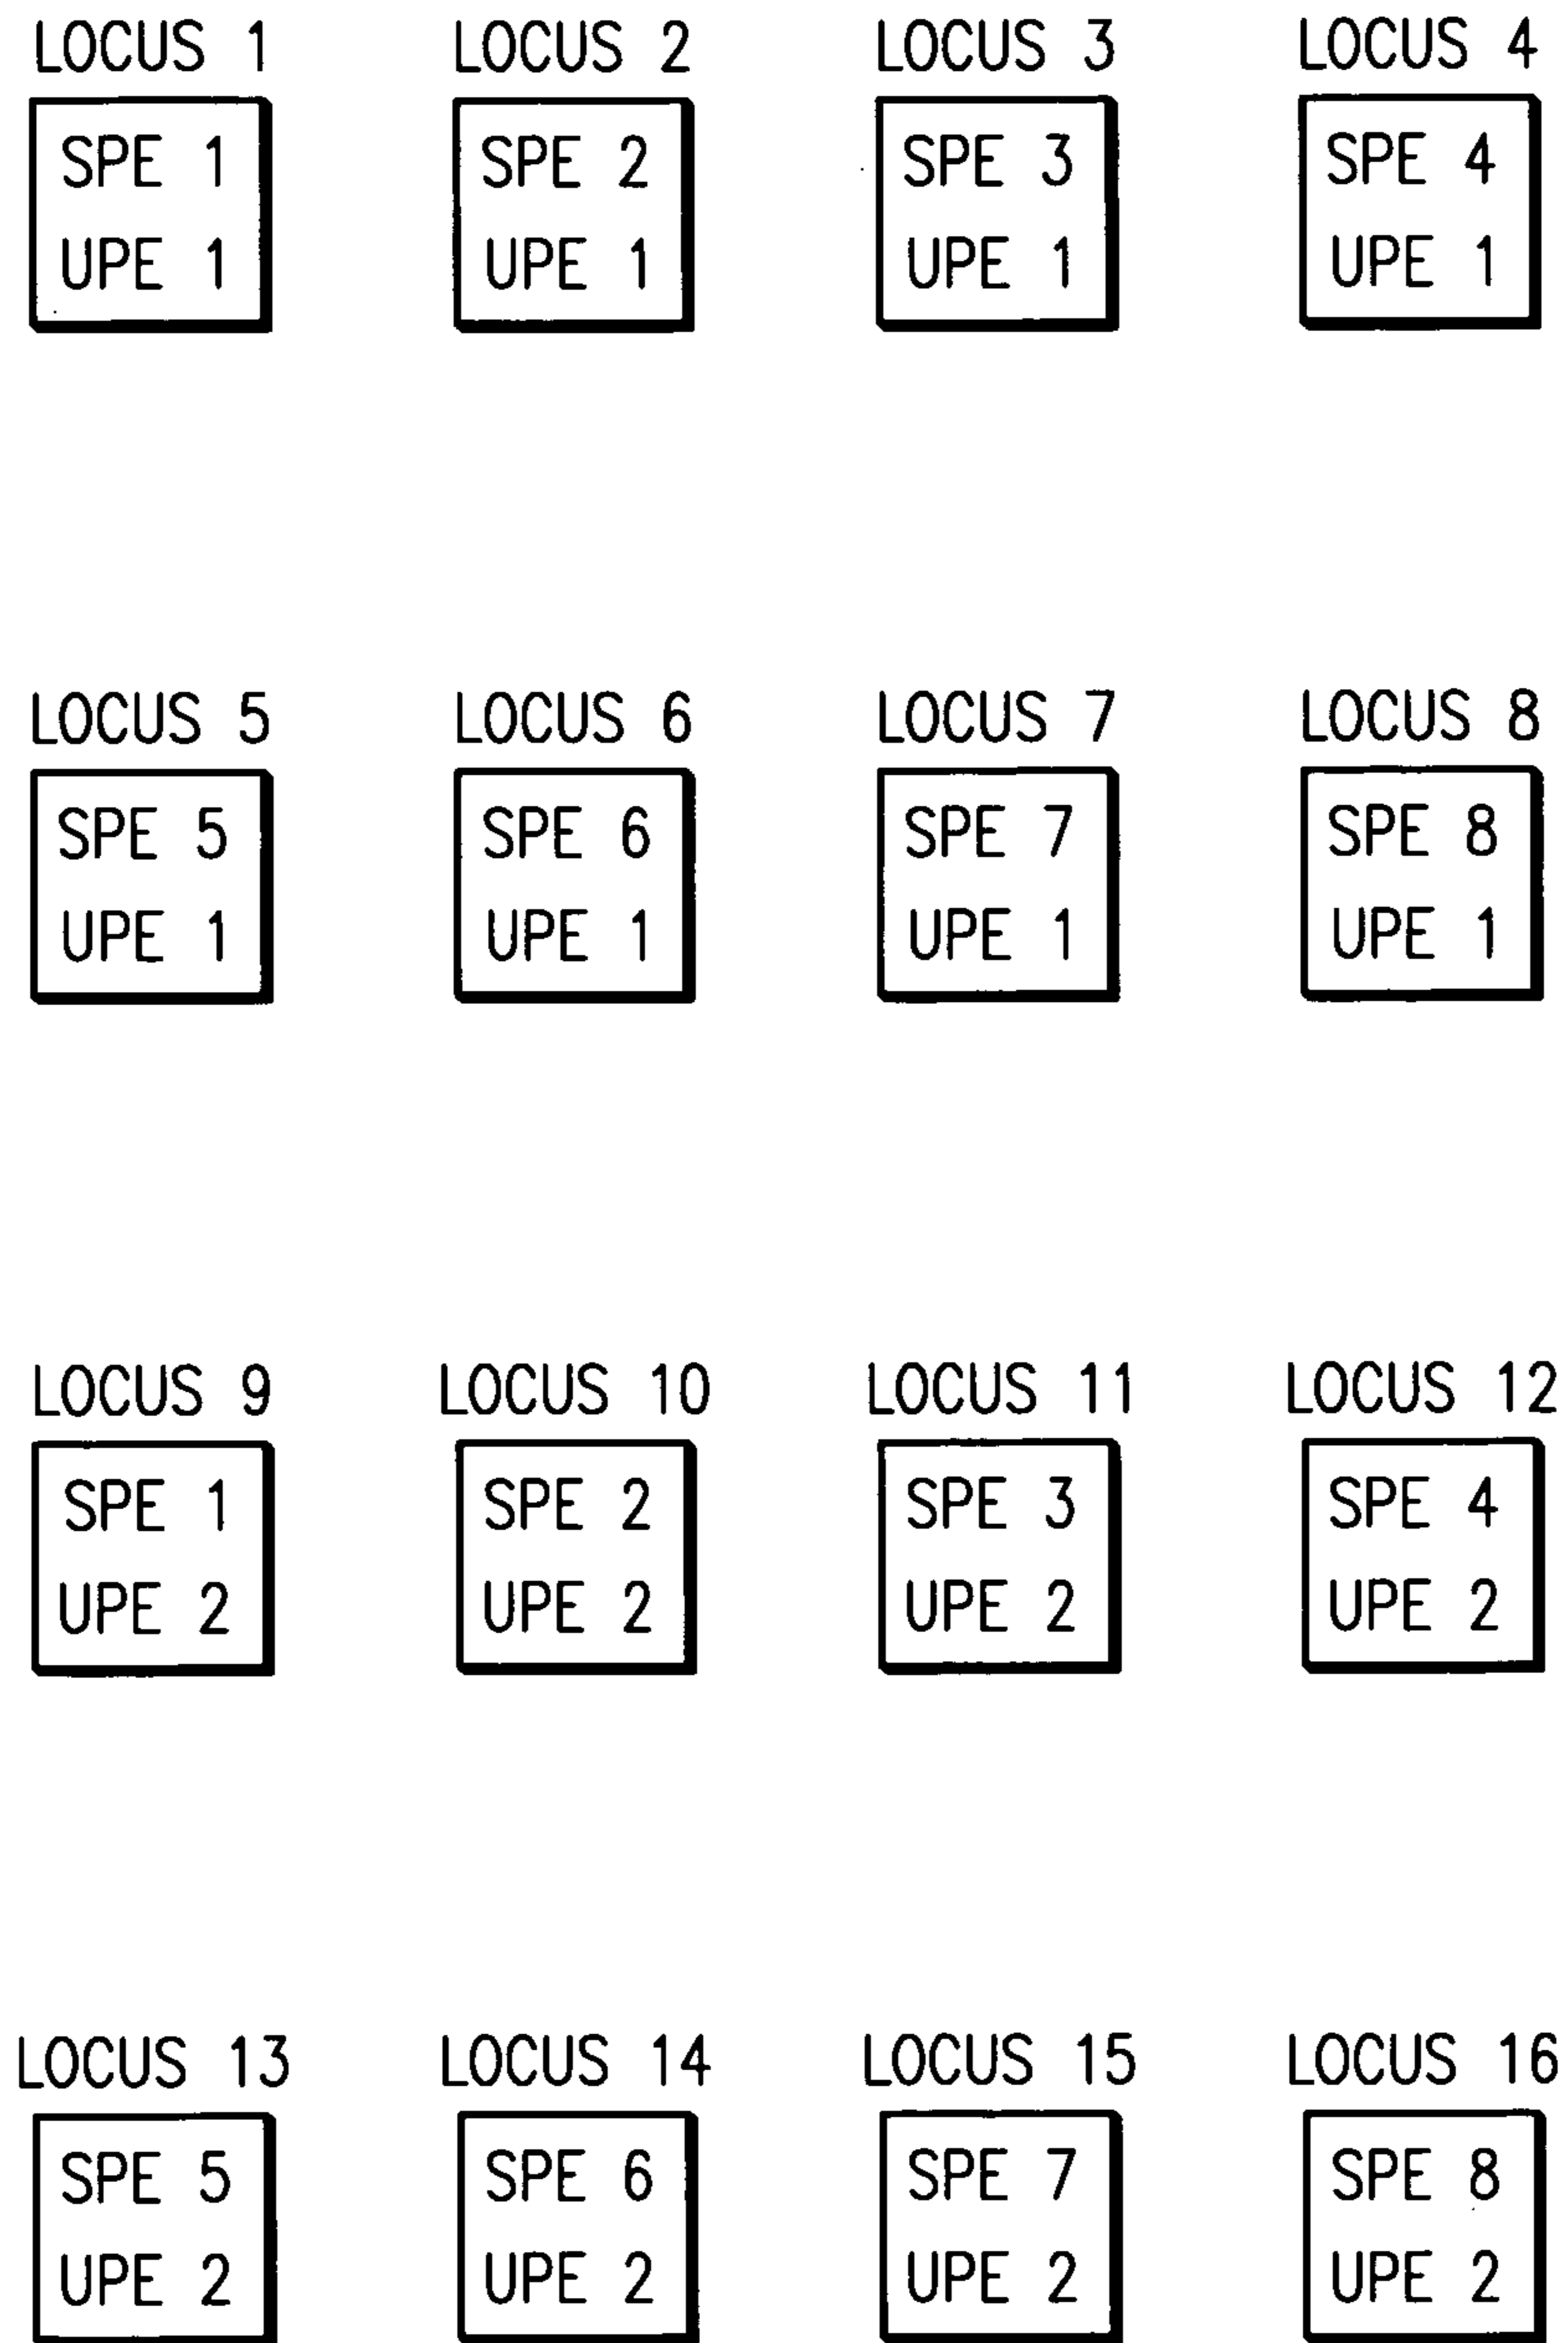 LOCUS 1 LOCUS 2 LOCUS 3 LOCUS 4
SPE 1 SPE 2 SPE 3 SPE 4
UPE 1 UPE 1 UPE 1 UPE 1
LOCUS 5 LOCUS 6 LOCUS 7 LOCUS 8
SPE 5 SPE 6 SPE 7 SPE 8
UPE 1 UPE 1 UPE 1 UPE 1
LOCUS 9 LOCUS 10 LOCUS 11 LOCUS 12
SPE 1 SPE 2 SPE 3 SPE 4
UPE 2 UPE 2 UPE 2 UPE 2
LOCUS 13 LOCUS 14 LOCUS 15 LOCUS 16
SPE 5 SPE 6 SPE 7 SPE 8
UPE 2 UPE 2 UPE 2 UPE 2